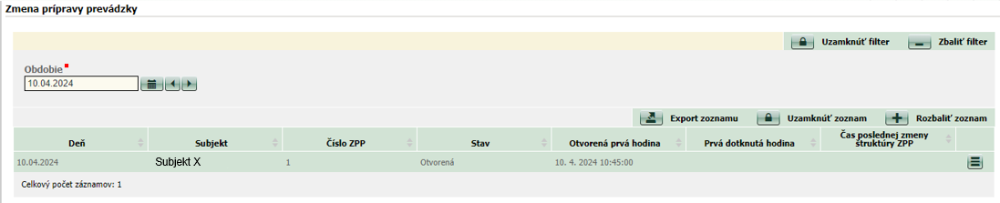 Zmena prípravy prevádzky
Uzamknúť filter Zbaliť filter
Obdobie
10.04.2024
Export zoznamu Uzamknúť zoznam Rozbaliť zoznam
Deň Subjekt Číslo ZPP Stav Otvorená prvá hodina Prvá dotknutá hodina Čas poslednej zmeny štruktúry ZPP
10.04.2024 Subjekt X 1 Otvorená 10. 4. 2024 10:45:00
Celkový počet záznamov: 1